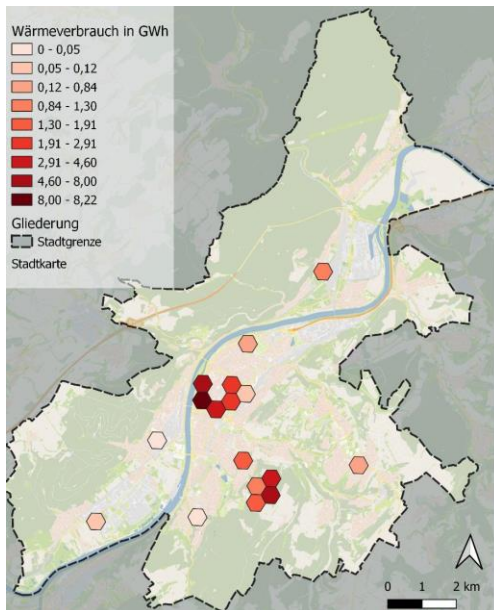 Wärmeverbrauch in GWh
0 - 0,05
0,05 - 0,12
0,12 - 0,84
0,84 - 1,30
1,30 - 1,91
1,91 - 2,91
2,91 - 4,60
4,60 - 8,00
8,00 - 8,22
Gliederung
Stadtgrenze
Stadtkarte
0 1 2 km